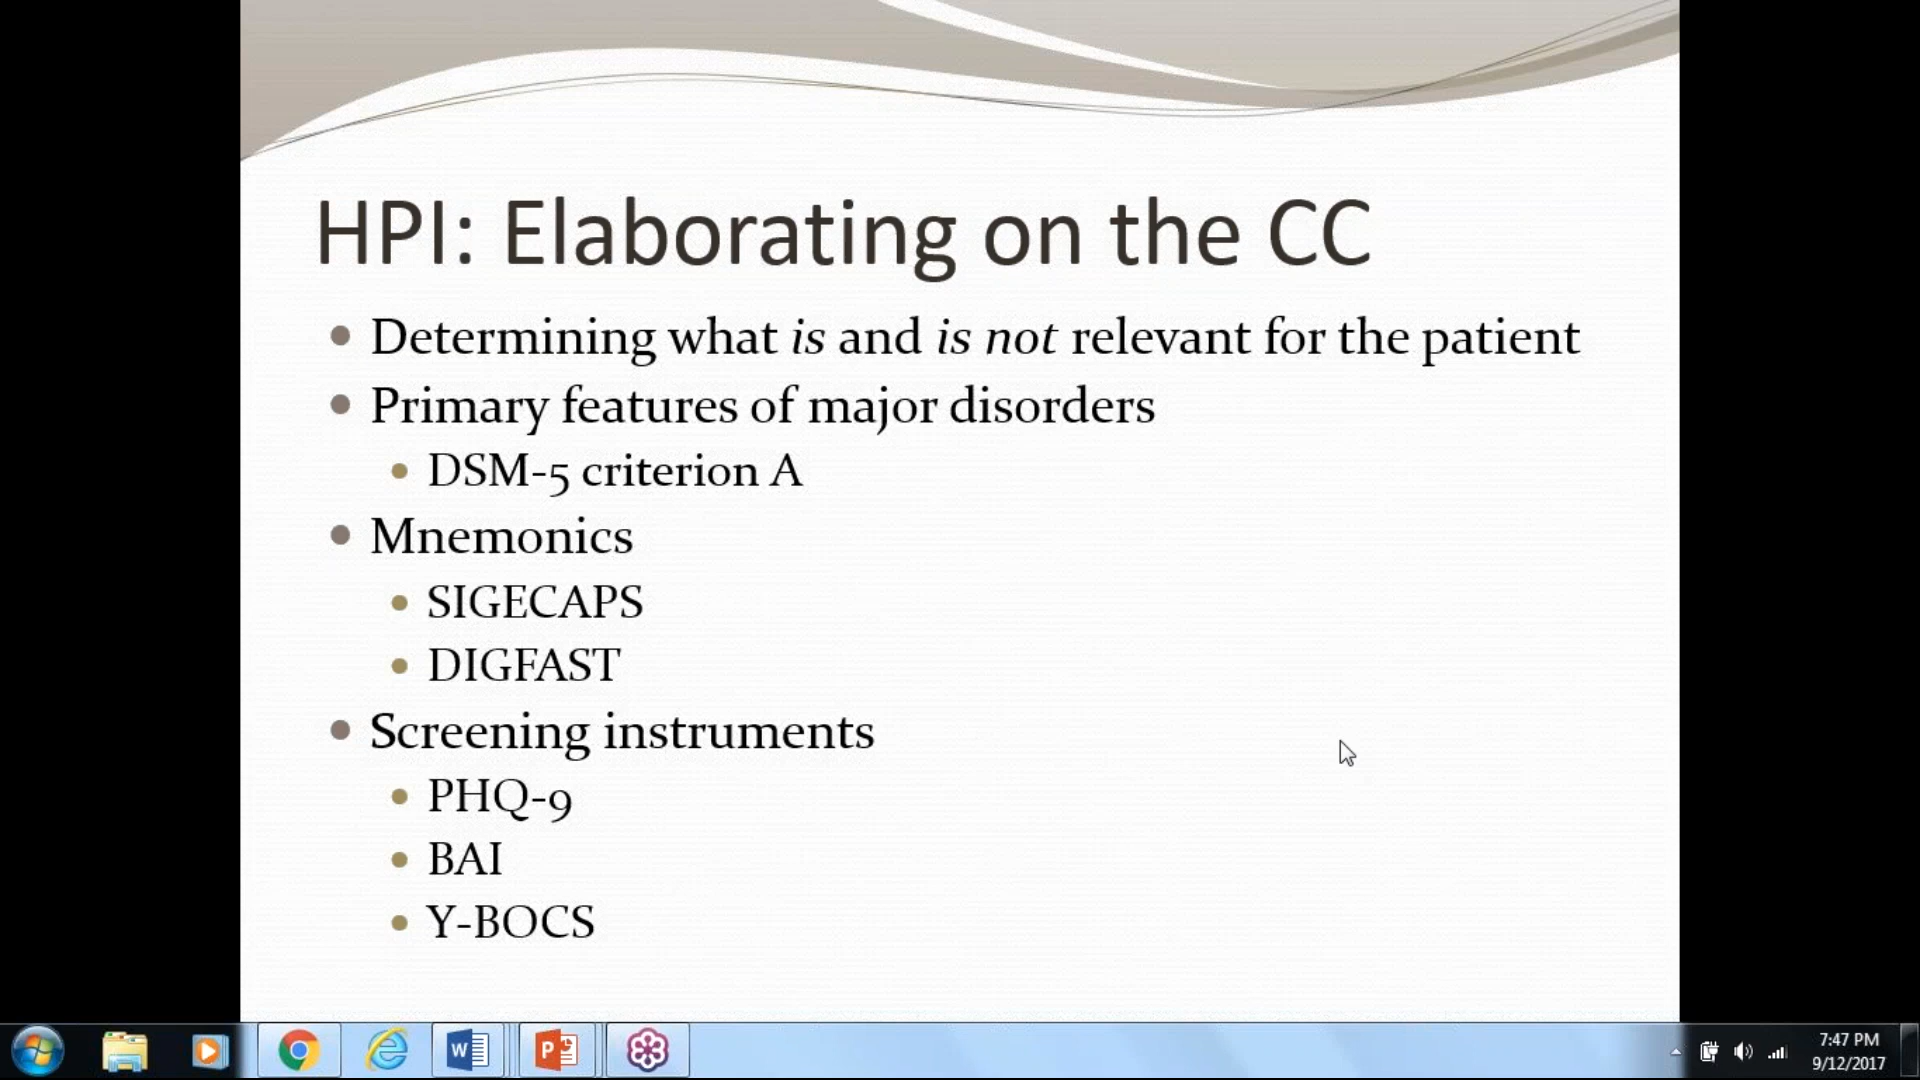 HPI: Elaborating on the CC
Determining what is and is not relevant for the patient
Primary features of major disorders
DSM-5 criterion A
Mnemonics
SIGECAPS
DIGFAST
Screening instruments
PHQ-9
BAI
Y-BOCS
W
P
7:47 PM
9/12/2017